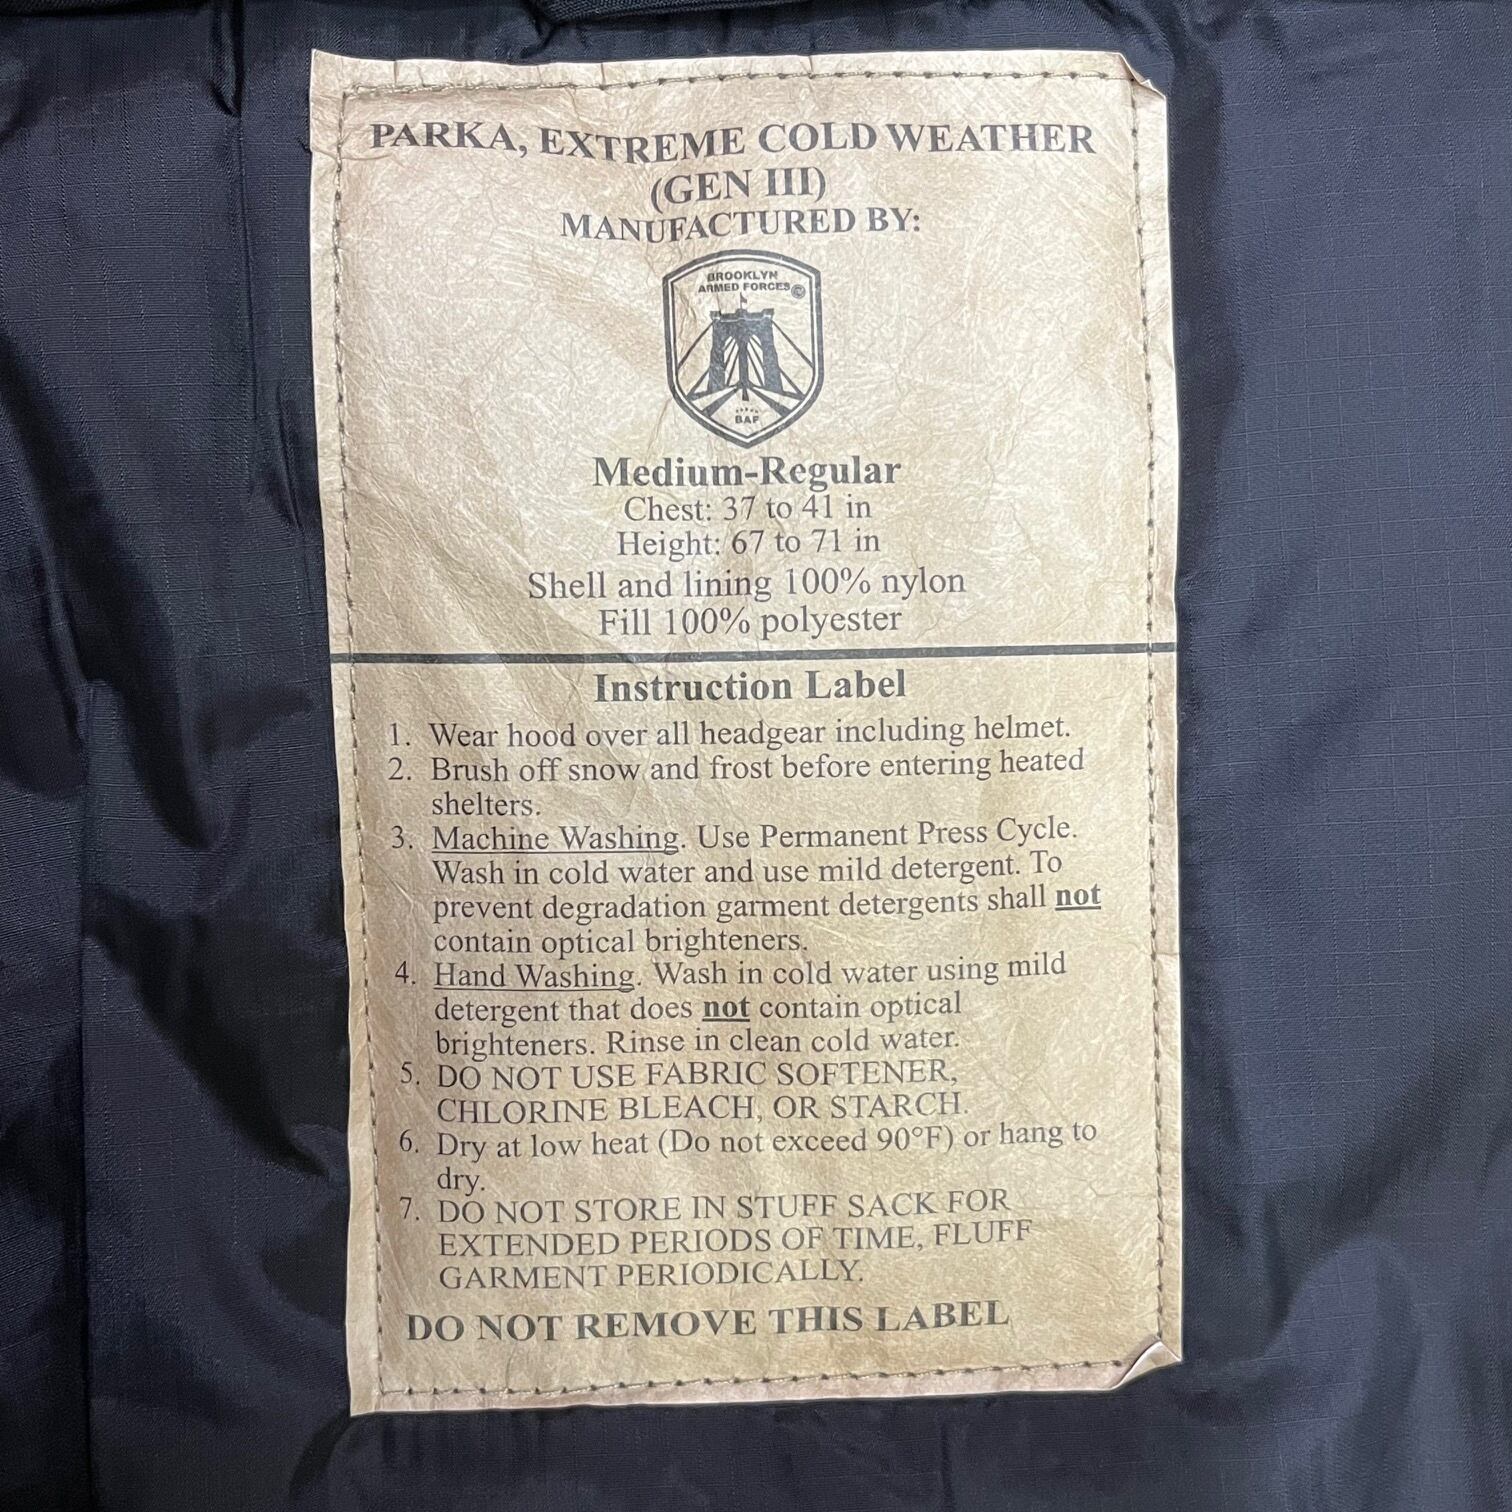 PARKA, EXTREME COLD WEATHER
(GEN III)
MANUFACTURED BY:
BROOKLYN
ARMED FORCES
BAF
Medium-Regular
Chest: 37 to 41 in
Height: 67 to 71 in
Shell and lining 100% nylon
Fill 100% polyester
Instruction Label
1. Wear hood over all headgear including helmet.
2. Brush off snow and frost before entering heated
shelters.
3. Machine Washing. Use Permanent Press Cycle.
Wash in cold water and use mild detergent. To
prevent degradation garment detergents shall not
contain optical brighteners.
4. Hand Washing. Wash in cold water using mild
detergent that does not contain optical
brighteners. Rinse in clean cold water.
5. DO NOT USE FABRIC SOFTENER,
CHLORINE BLEACH, OR STARCH.
6. Dry at low heat (Do not exceed 90°F) or hang to
dry.
7. DO NOT STORE IN STUFF SACK FOR
EXTENDED PERIODS OF TIME, FLUFF
GARMENT PERIODICALLY.
DO NOT REMOVE THIS LABEL